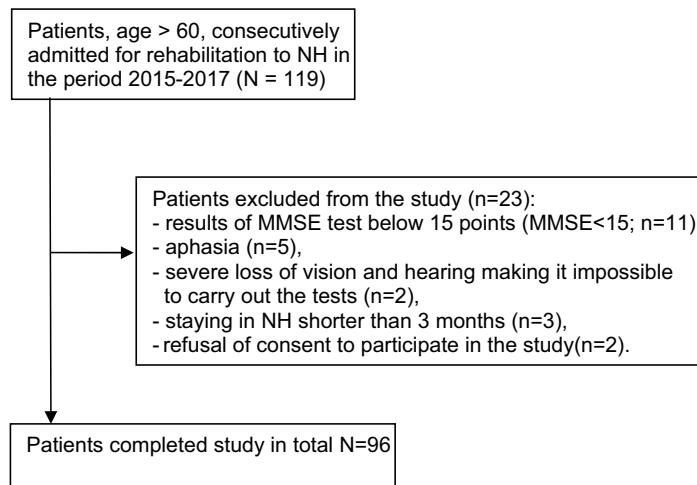 Patients, age > 60, consecutively
admitted for rehabilitation to NH in
the period 2015-2017 (N = 119)
Patients excluded from the study (n=23):
- results of MMSE test below 15 points (MMSE<15; n=11)
- aphasia (n=5),
- severe loss of vision and hearing making it impossible
to carry out the tests (n=2),
- staying in NH shorter than 3 months (n=3),
- refusal of consent to participate in the study(n=2).
Patients completed study in total N=96